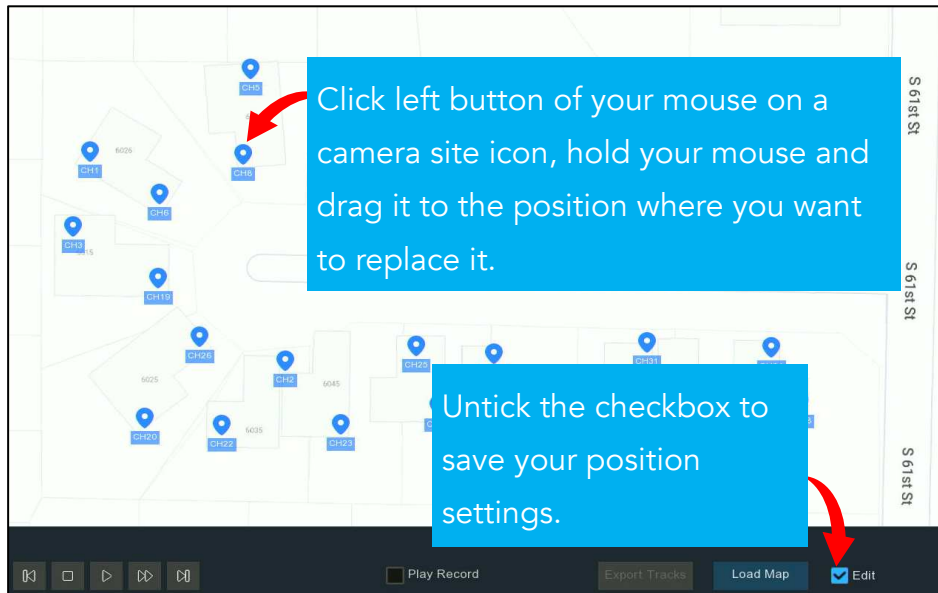 CH5
S 61st St
Click left button of your mouse on a
camera site icon, hold your mouse and
drag it to the position where you want
to replace it.
6026
CH1
CH8
CH6
CH3
CH19
S 61st St
CH26
CH2
CH25
CH31
6025
6045
Untick the checkbox to
save your position
settings.
CH20
CH22
6035
CH23
S 61st St
Play Record
Export Tracks
Load Map
Edit